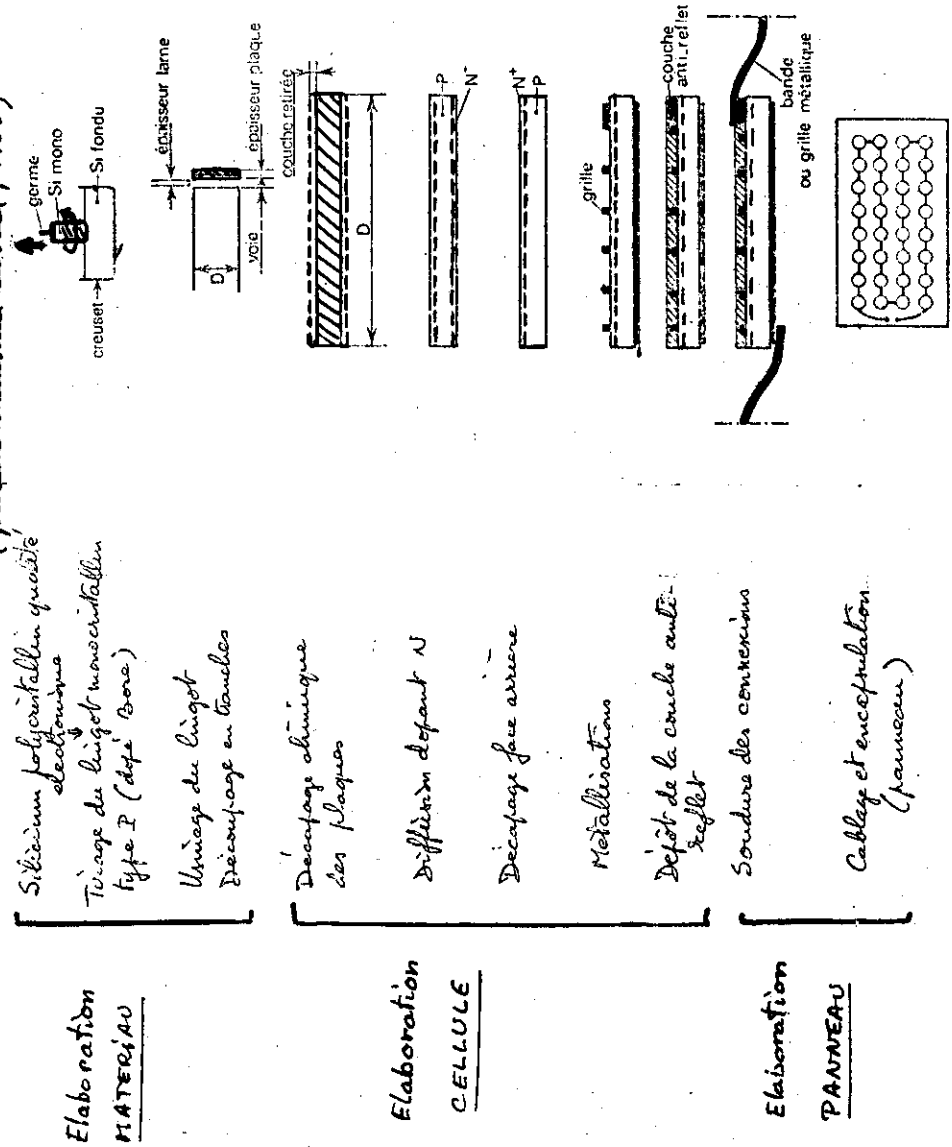 Elaboration
MATERIAU
Silicium polycristallin qualité
électronique
Tirage du lingot monocristallin
type P (dopé Bore)
Usinage du lingot
Découpage en tranches
creuset
germe
Si mono
Si fondu
D
voie
épaisseur lame
épaisseur plaque
Elaboration
CELLULE
Décapage chimique
des plaques
Diffusion dopant N
Décapage face arrière
Métallisations
Dépôt de la couche anti-
reflet
couche retirée
D
P
N+
N+
P
grille
couche
anti-reflet
Elaboration
PANNEAU
Soudure des connexions
Cablage et encapsulation
(panneau)
bande
ou grille métallique